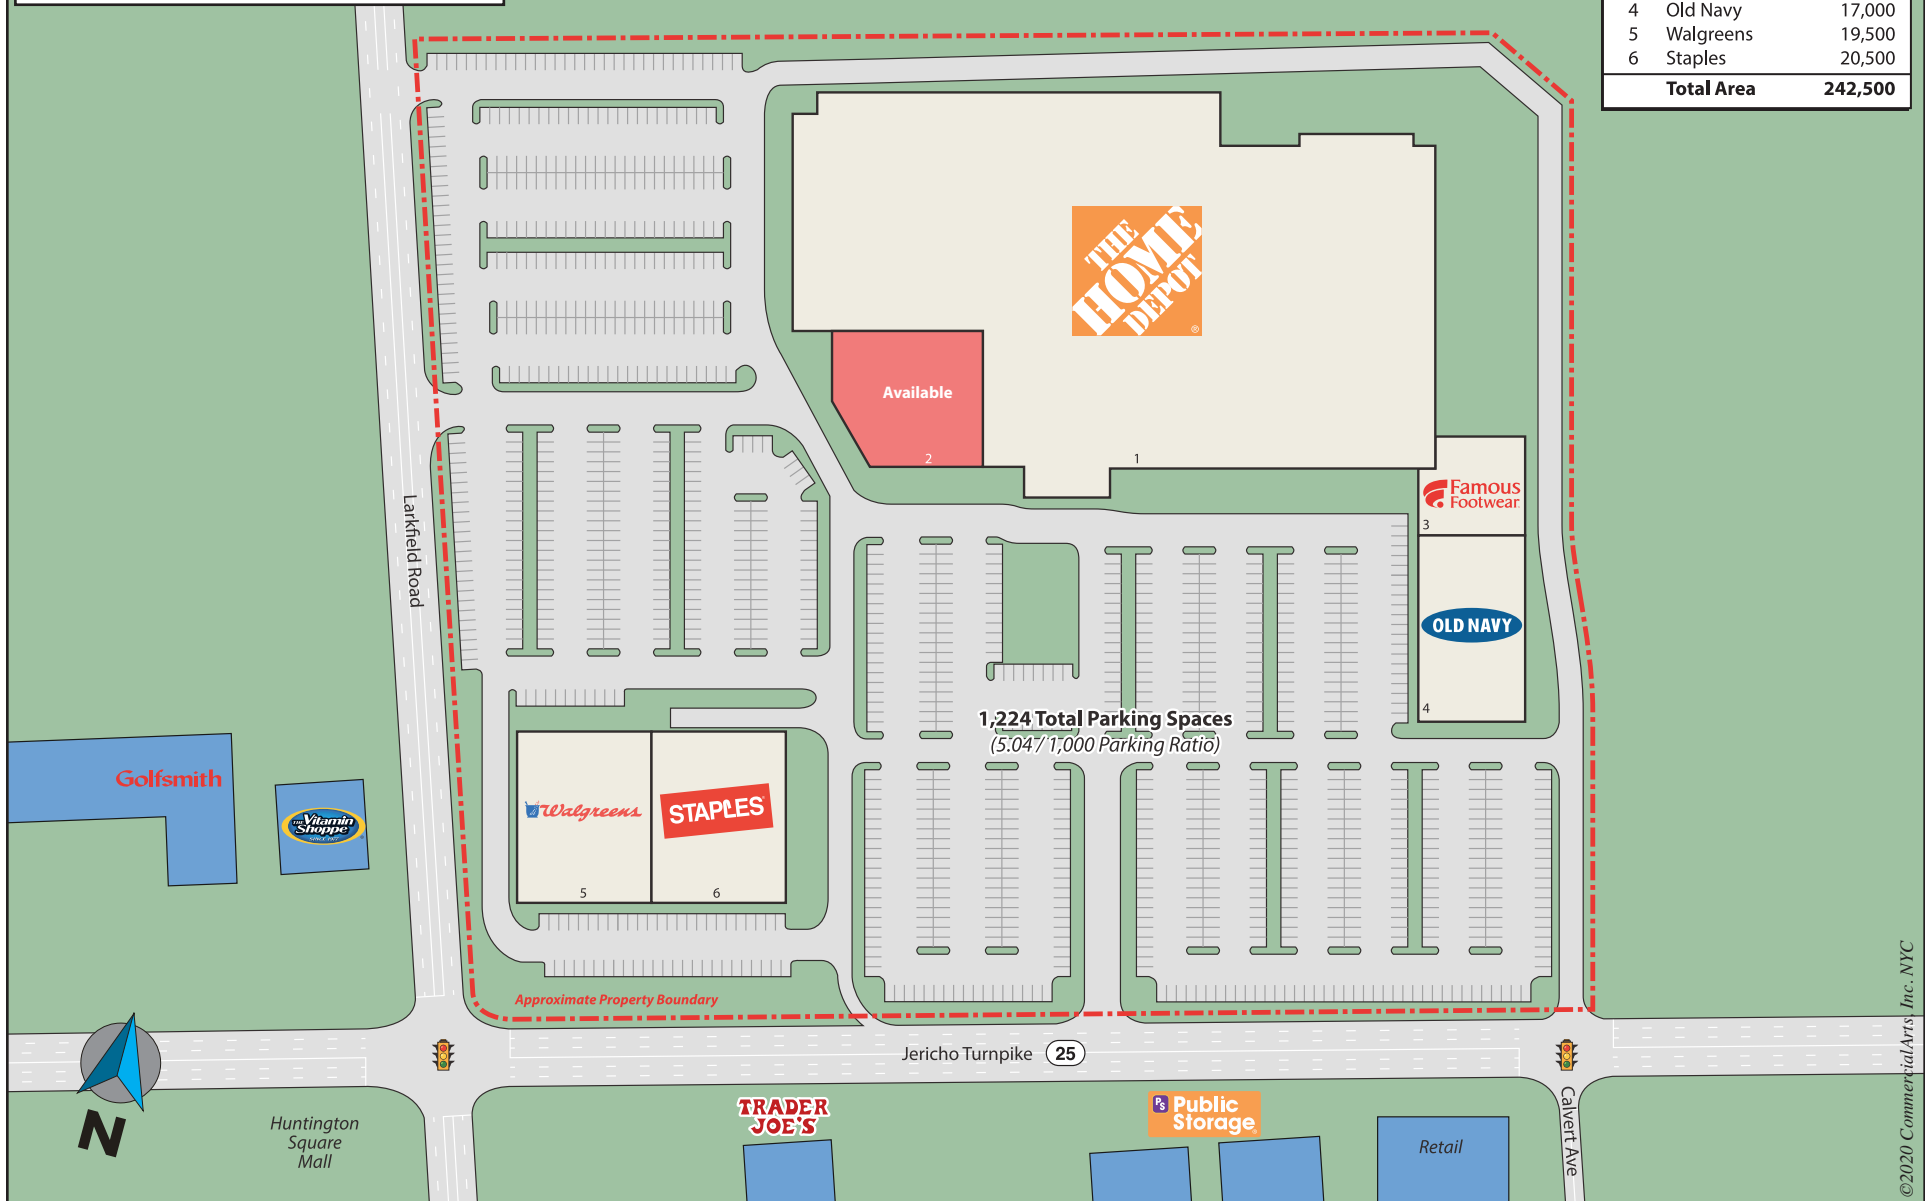 4 Old Navy 17,000
5 Walgreens 19,500
6 Staples 20,500
Total Area 242,500
THE
HOME
DEPOT
®
Available
2
1
Famous
Footwear
3
OLD NAVY
4
Larkfield Road
1,224 Total Parking Spaces
(5.04 / 1,000 Parking Ratio)
Golfsmith
THE Vitamin
Shoppe
Walgreens
STAPLES
5
6
Approximate Property Boundary
Jericho Turnpike 25
N
Huntington
Square
Mall
TRADER
JOE'S
PS Public
Storage
Retail
Calvert Ave
©2020 CommercialArts, Inc. NYC